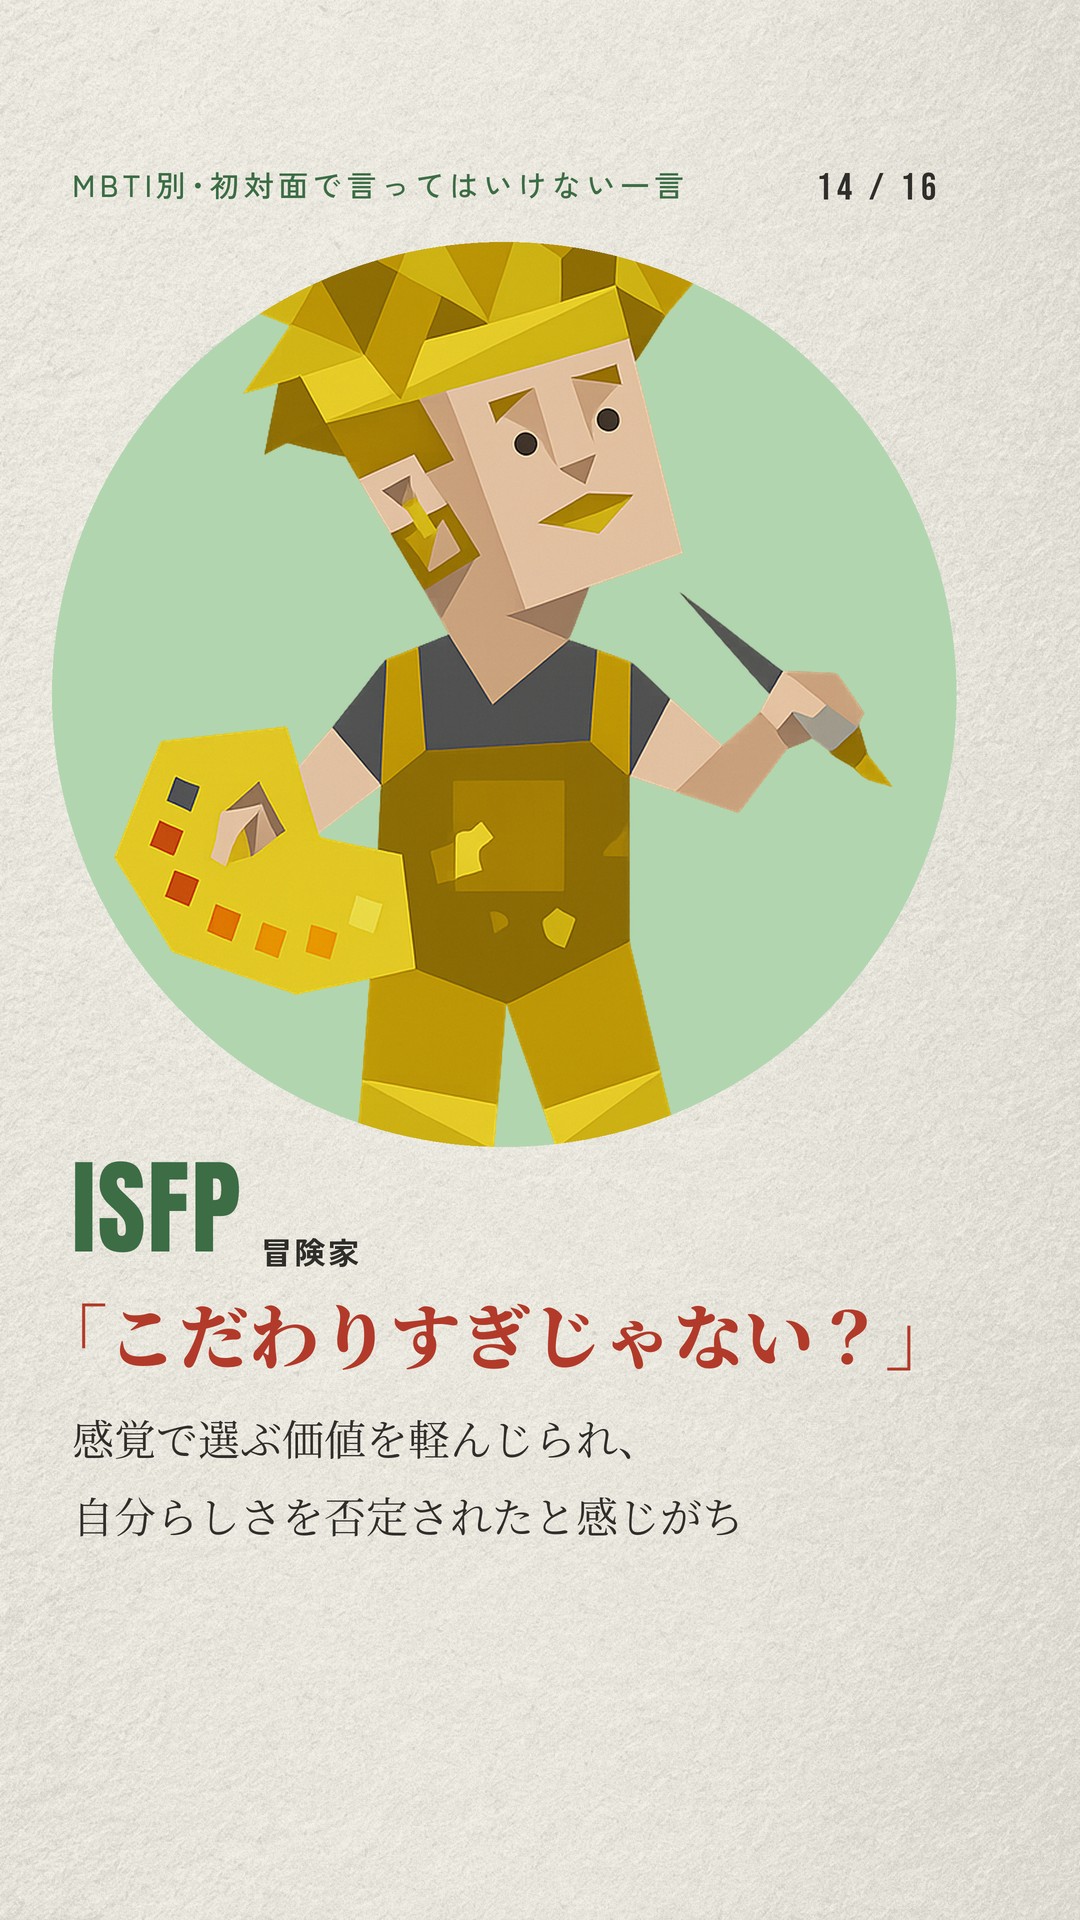 MBTI別・初対面で言ってはいけない一言
14 / 16
ISFP
冒険家
「こだわりすぎじゃない？」
感覚で選ぶ価値を軽んじられ、
自分らしさを否定されたと感じがち